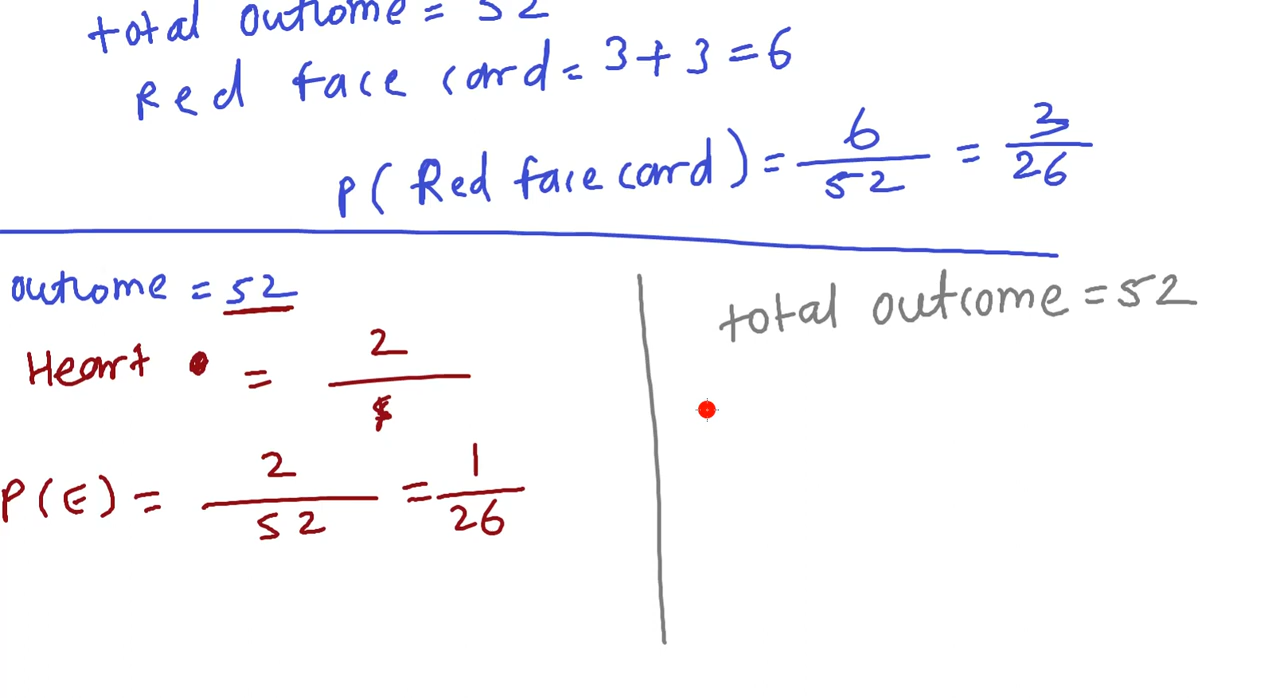 total outcome = 52
Red face card = 3 + 3 = 6
P( Red face card ) = 6/52 = 3/26
outcome = 52
Heart = 2/
P(E) = 2/52 = 1/26
total outcome = 52